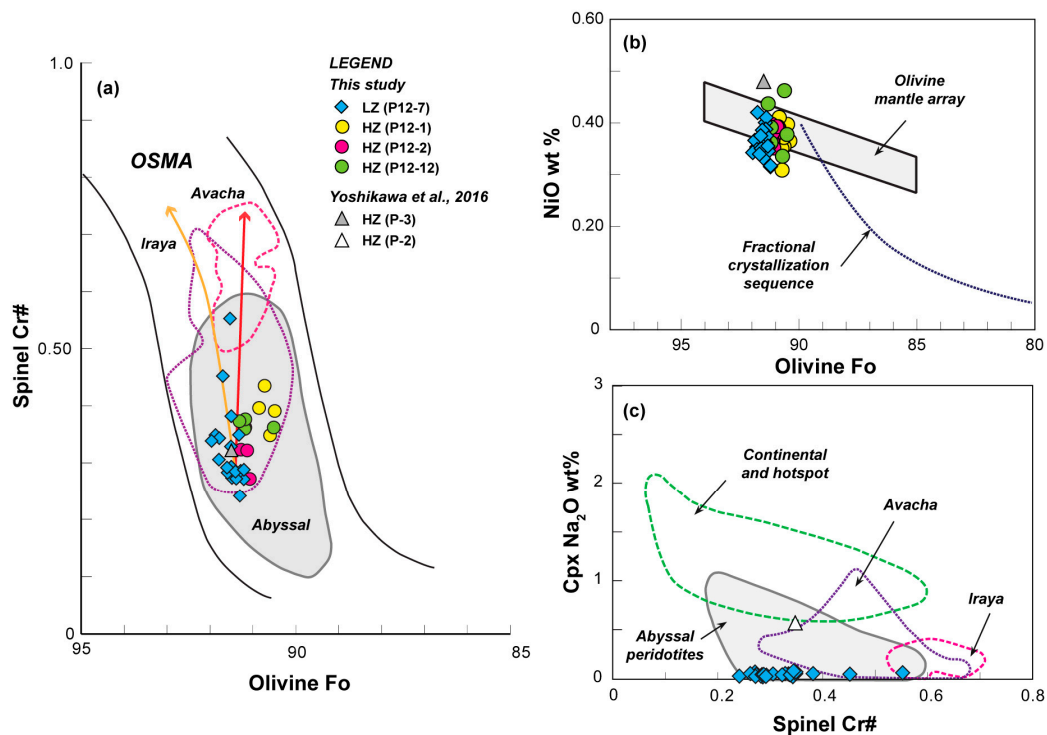 (a)
1.0
0.50
0
Spinel Cr#
95
90
85
Olivine Fo
OSMA
Avacha
Iraya
Abyssal
LEGEND
This study
LZ (P12-7)
HZ (P12-1)
HZ (P12-2)
HZ (P12-12)
Yoshikawa et al., 2016
HZ (P-3)
HZ (P-2)
(b)
0.60
0.40
0.20
0
NiO wt %
95
90
85
80
Olivine Fo
Olivine
mantle array
Fractional
crystallization
sequence
(c)
3
2
1
0
Cpx Na₂O wt%
0
0.2
0.4
0.6
0.8
Spinel Cr#
Continental
and hotspot
Avacha
Iraya
Abyssal
peridotites